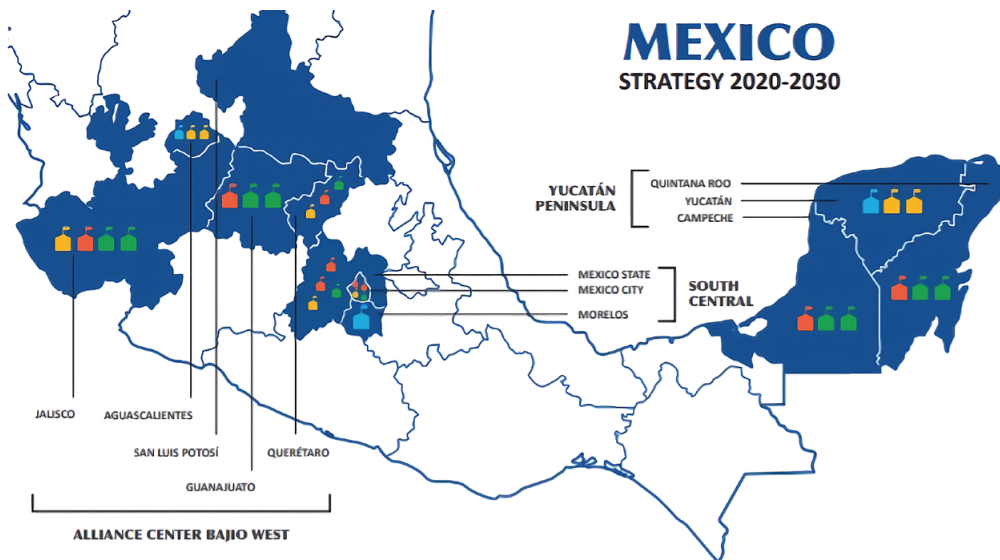 MEXICO
STRATEGY 2020-2030
YUCATÁN
PENINSULA
QUINTANA ROO
YUCATÁN
CAMPECHE
MEXICO STATE
MEXICO CITY
MORELOS
SOUTH
CENTRAL
JALISCO
AGUASCALIENTES
SAN LUIS POTOSÍ
QUERÉTARO
GUANAJUATO
ALLIANCE CENTER BAJIO WEST